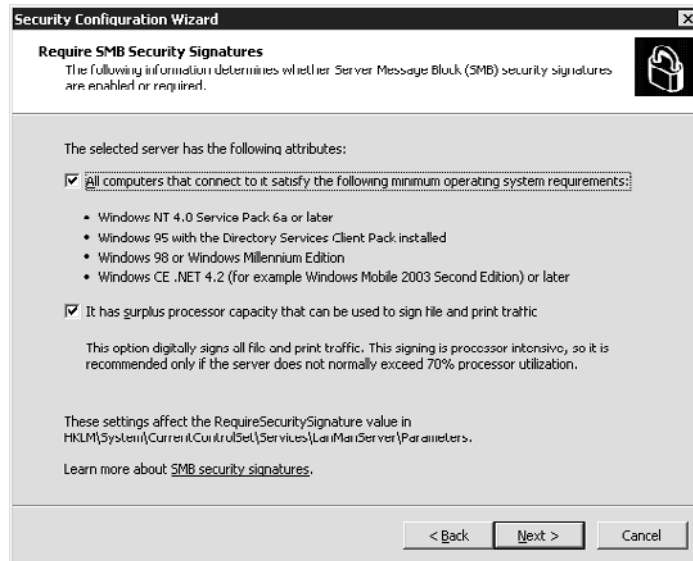 Security Configuration Wizard
Require SMB Security Signatures
The following information determines whether Server Message Block (SMB) security signatures
are enabled or required.
The selected server has the following attributes:
All computers that connect to it satisfy the following minimum operating system requirements:
• Windows NT 4.0 Service Pack 6a or later
• Windows 95 with the Directory Services Client Pack installed
• Windows 98 or Windows Millennium Edition
• Windows CE .NET 4.2 (for example Windows Mobile 2003 Second Edition) or later
It has surplus processor capacity that can be used to sign file and print traffic
This option digitally signs all file and print traffic. This signing is processor intensive, so it is
recommended only if the server does not normally exceed 70% processor utilization.
These settings affect the RequireSecuritySignature value in
HKLM\System\CurrentControlSet\Services\LanManServer\Parameters.
Learn more about SMB security signatures.
< Back Next > Cancel